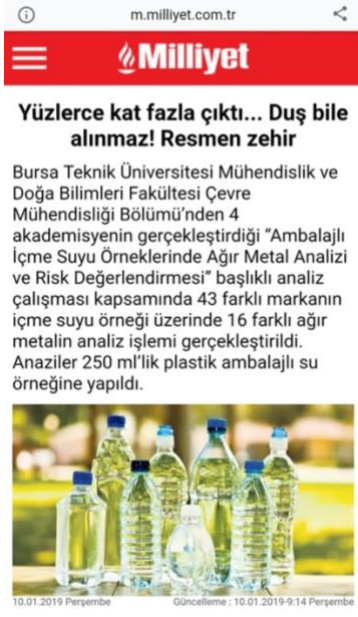 m.milliyet.com.tr
Milliyet
Yüzlerce kat fazla çıktı... Duş bile
alınmaz! Resmen zehir
Bursa Teknik Üniversitesi Mühendislik ve
Doğa Bilimleri Fakültesi Çevre
Mühendisliği Bölümü’nden 4
akademisyenin gerçekleştirdiği “Ambalajlı
İçme Suyu Örneklerinde Ağır Metal Analizi
ve Risk Değerlendirmesi” başlıklı analiz
çalışması kapsamında 43 farklı markanın
içme suyu örneği üzerinde 16 farklı ağır
metalin analiz işlemi gerçekleştirildi.
Anaziler 250 ml’lik plastik ambalajlı su
örneğine yapıldı.
10.01.2019 Perşembe Güncelleme : 10.01.2019-9:14 Perşembe